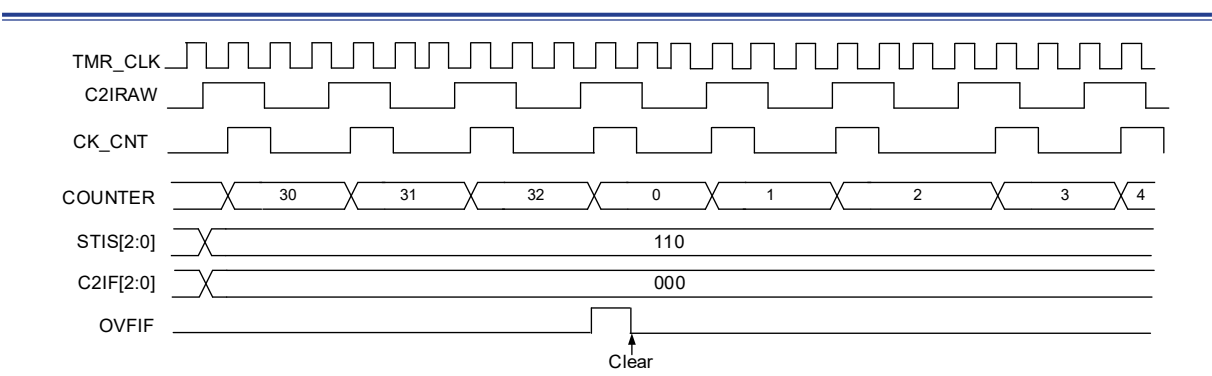 TMR_CLK
C2IRAW
CK_CNT
COUNTER 30 31 32 0 1 2 3 4
STIS[2:0] 110
C2IF[2:0] 000
OVFIF
Clear